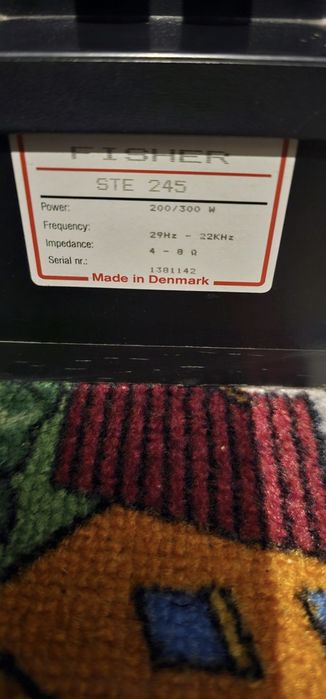 FISHER
STE 245
Power: 200/300 W
Frequency: 29Hz - 22KHz
Impedance: 4 - 8 Ω
Serial nr.: 1381142
Made in Denmark